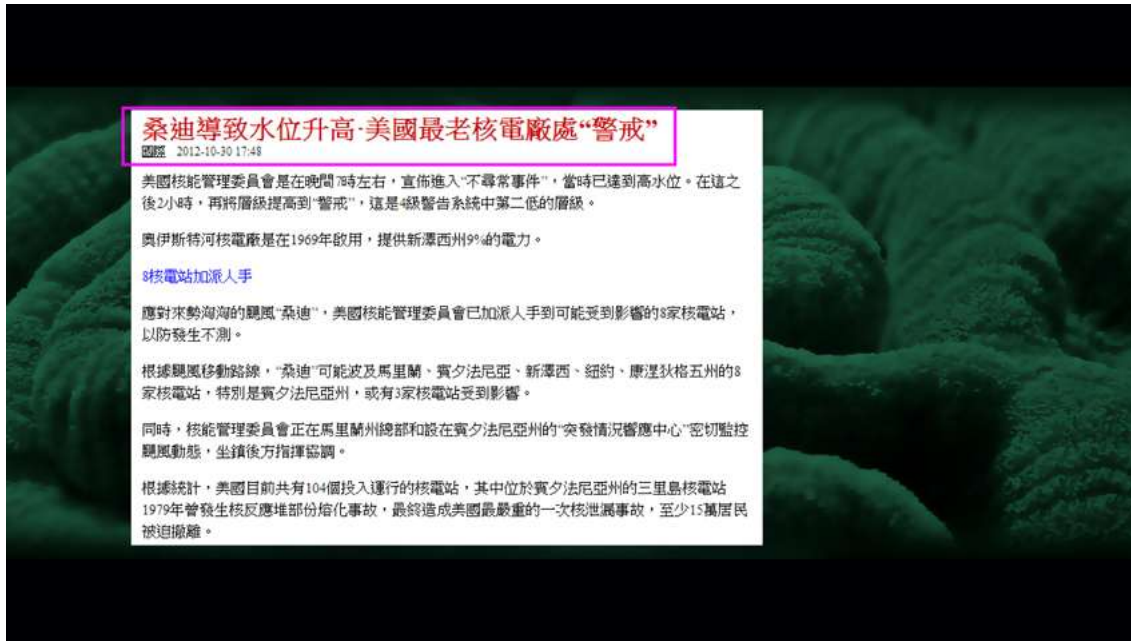 桑迪導致水位升高‧美國最老核電廠處“警戒”
國際 2012-10-30 17:48
美國核能管理委員會是在晚間7時左右，宣佈進入“不尋常事件”，當時已達到高水位。在這之
後2小時，再將層級提高到“警戒”，這是4級警告系統中第二低的層級。
奧伊斯特河核電廠是在1969年啟用，提供新澤西州9%的電力。
8核電站加派人手
應對來勢洶洶的颶風“桑迪”，美國核能管理委員會已加派人手到可能受到影響的8家核電站，
以防發生不測。
根據颶風移動路線，“桑迪”可能波及馬里蘭、賓夕法尼亞、新澤西、紐約、康涅狄格五州的8
家核電站，特別是賓夕法尼亞州，或有3家核電站受到影響。
同時，核能管理委員會正在馬里蘭州總部和設在賓夕法尼亞州的“突發情況響應中心”密切監控
颶風動態，坐鎮後方指揮協調。
根據統計，美國目前共有104個投入運行的核電站，其中位於賓夕法尼亞州的三里島核電站
1979年曾發生核反應堆部份熔化事故，最終造成美國最嚴重的一次核泄漏事故，至少15萬居民
被迫撤離。